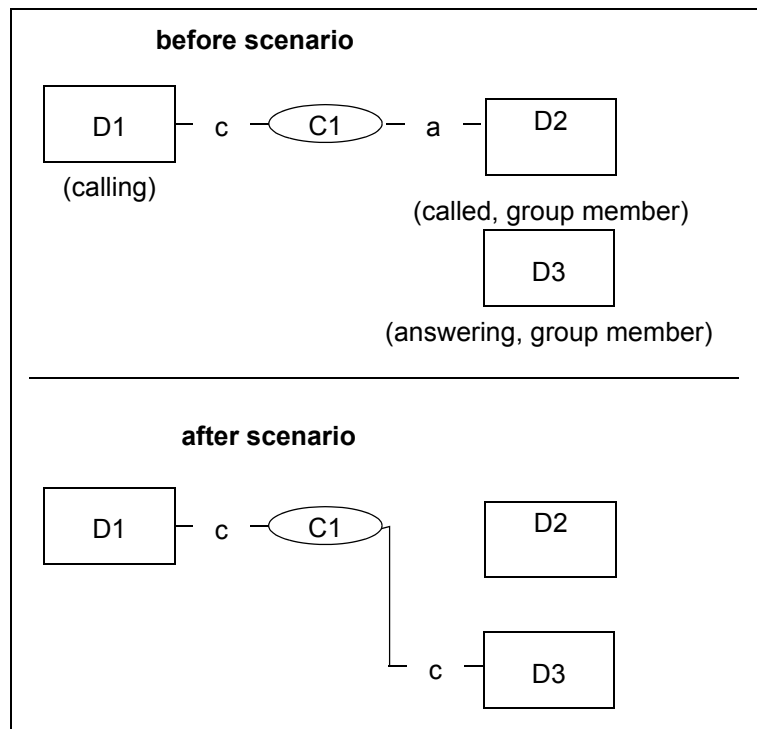 before scenario
D1 c C1 a D2
(calling)
(called, group member)
D3
(answering, group member)
after scenario
D1 c C1 D2
c D3